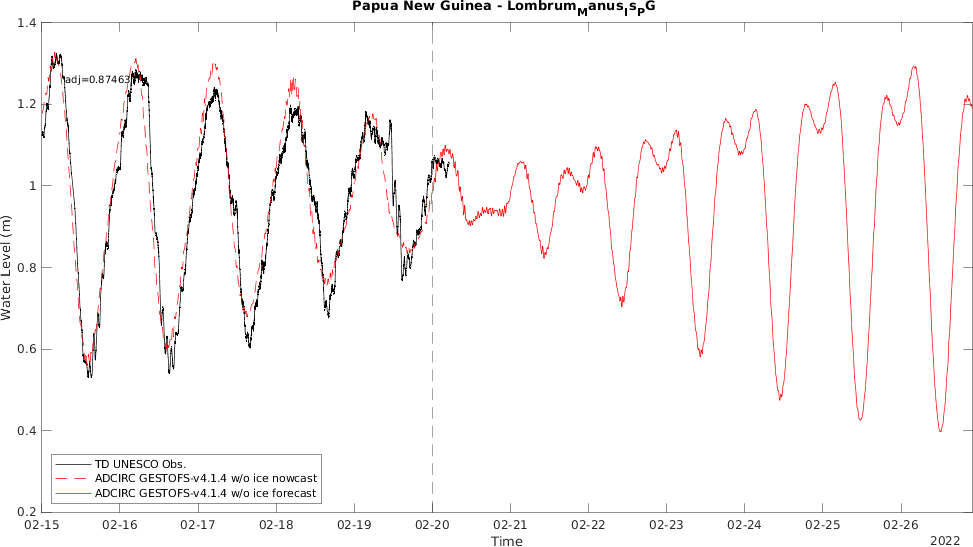 Papua New Guinea - LombrumManusIsPG
1.4
1.2
1
0.8
0.6
0.4
0.2
Water Level (m)
adj=0.87463
TD UNESCO Obs.
ADCIRC GESTOFS-v4.1.4 w/o ice nowcast
ADCIRC GESTOFS-v4.1.4 w/o ice forecast
02-15 02-16 02-17 02-18 02-19 02-20 02-21 02-22 02-23 02-24 02-25 02-26
Time
2022